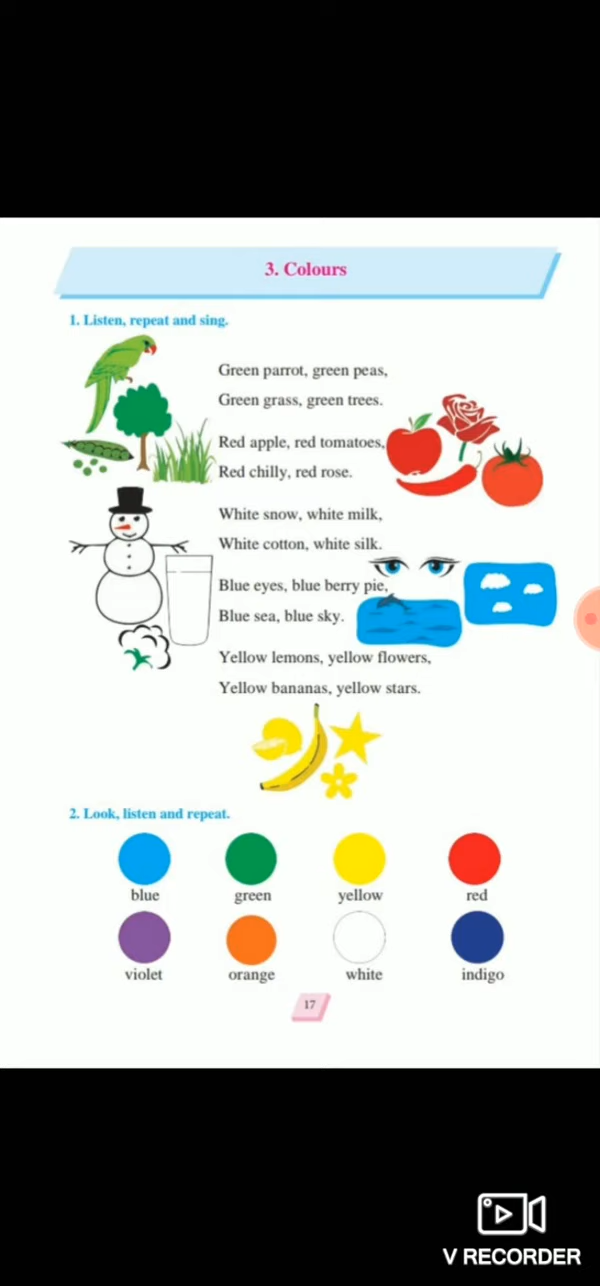 3. Colours
1. Listen, repeat and sing.
Green parrot, green peas,
Green grass, green trees.
Red apple, red tomatoes,
Red chilly, red rose.
White snow, white milk,
White cotton, white silk.
Blue eyes, blue berry pie,
Blue sea, blue sky.
Yellow lemons, yellow flowers,
Yellow bananas, yellow stars.
2. Look, listen and repeat.
blue green yellow red
violet orange white indigo
17
V RECORDER